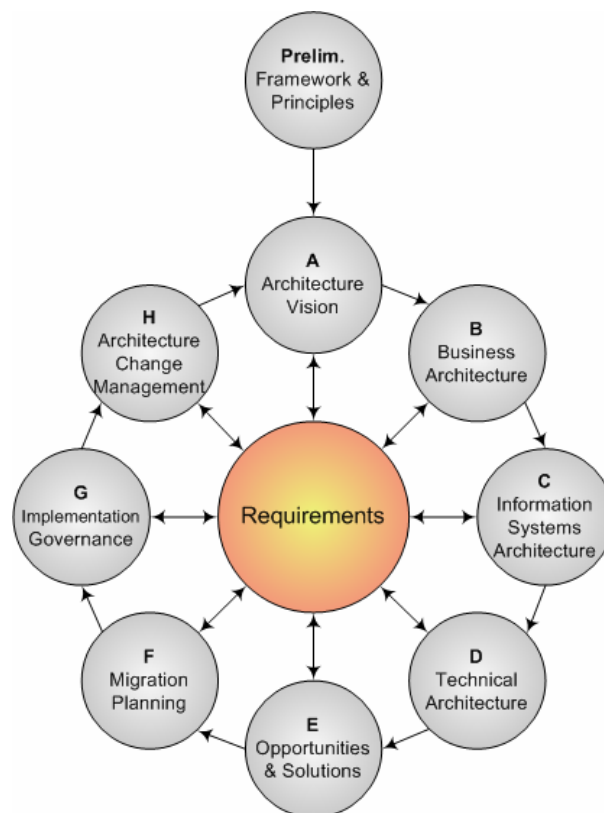 Prelim.
Framework &
Principles
A
Architecture
Vision
B
Business
Architecture
C
Information
Systems
Architecture
D
Technical
Architecture
E
Opportunities
& Solutions
F
Migration
Planning
G
Implementation
Governance
H
Architecture
Change
Management
Requirements